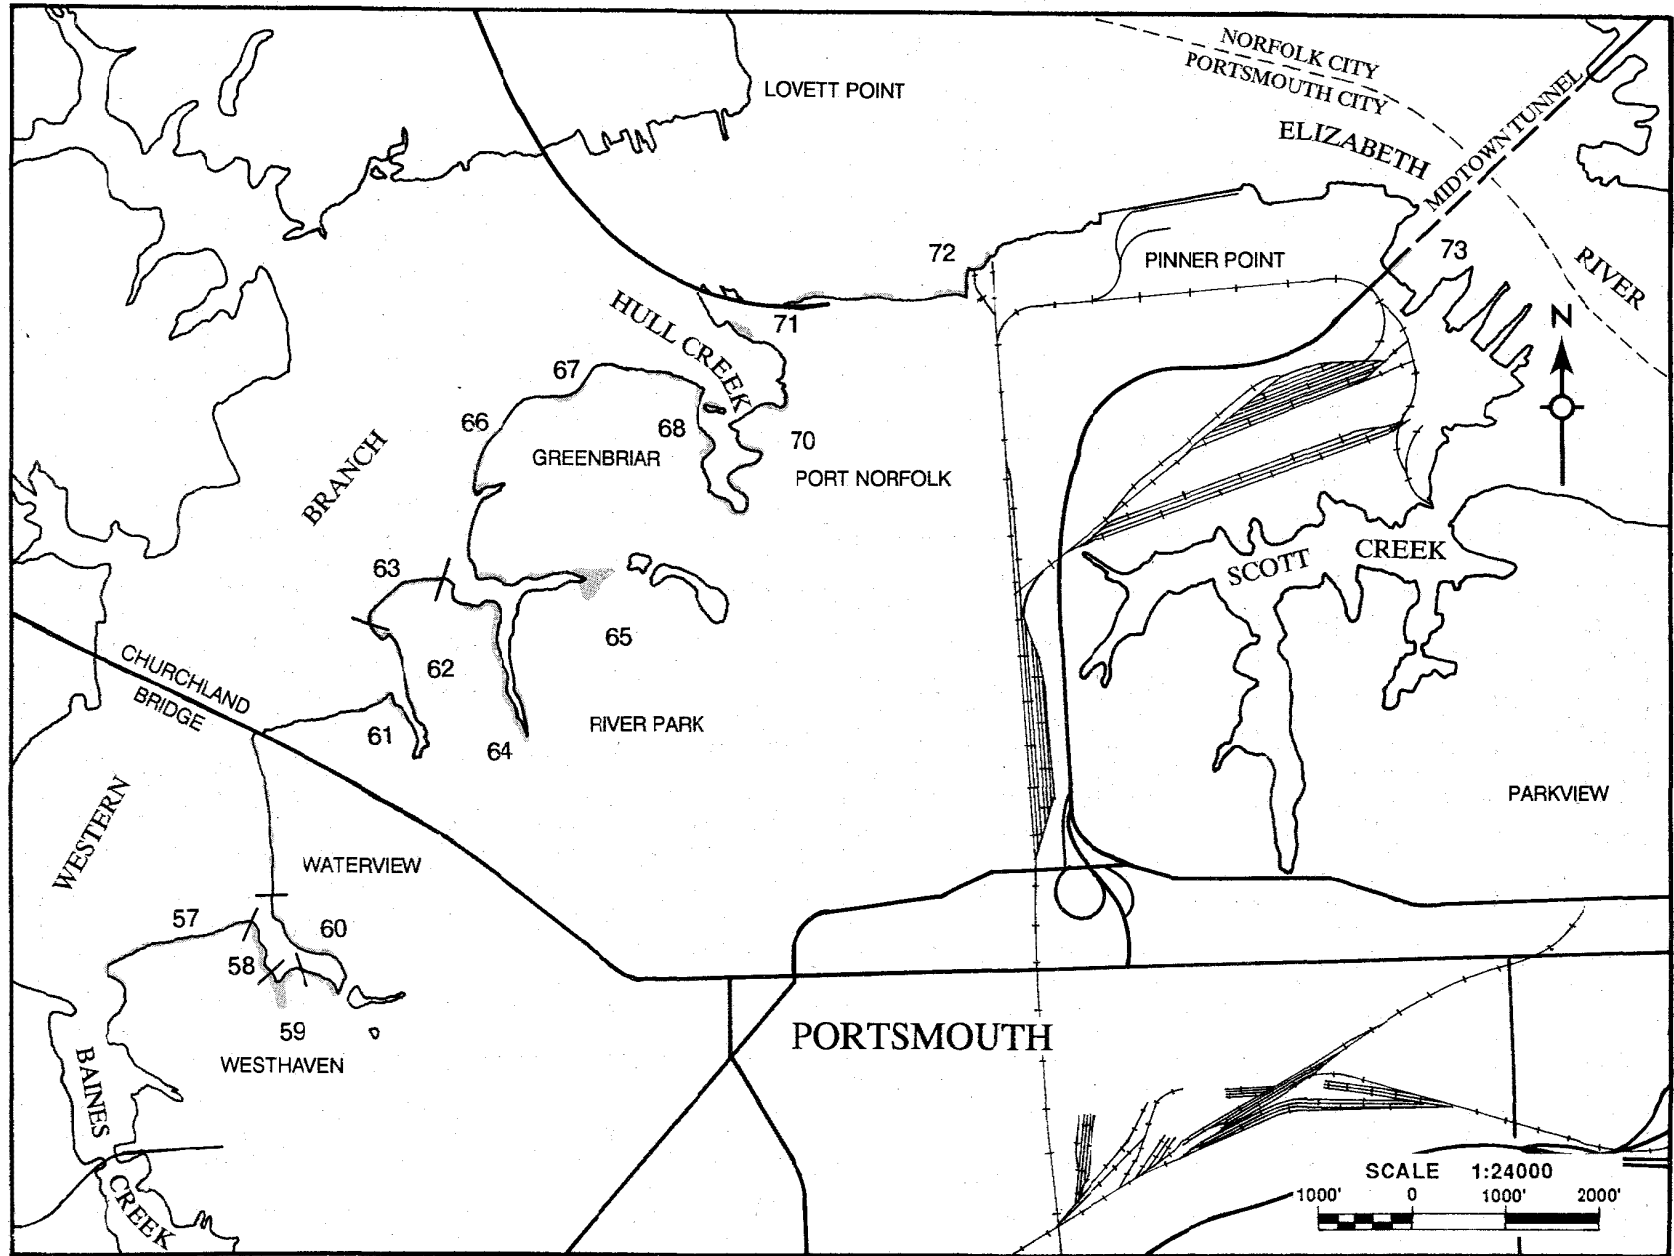 NORFOLK CITY
PORTSMOUTH CITY
LOVETT POINT
ELIZABETH
MIDTOWN TUNNEL
RIVER
72
73
PINNER POINT
N
HULL CREEK
71
67
66
68
70
GREENBRIAR
PORT NORFOLK
BRANCH
63
SCOTT
CREEK
65
62
61
64
RIVER PARK
CHURCHLAND
BRIDGE
WESTERN
PARKVIEW
WATERVIEW
57
60
58
59
WESTHAVEN
PORTSMOUTH
BAINES
CREEK
SCALE 1:24000
1000' 0 1000' 2000'